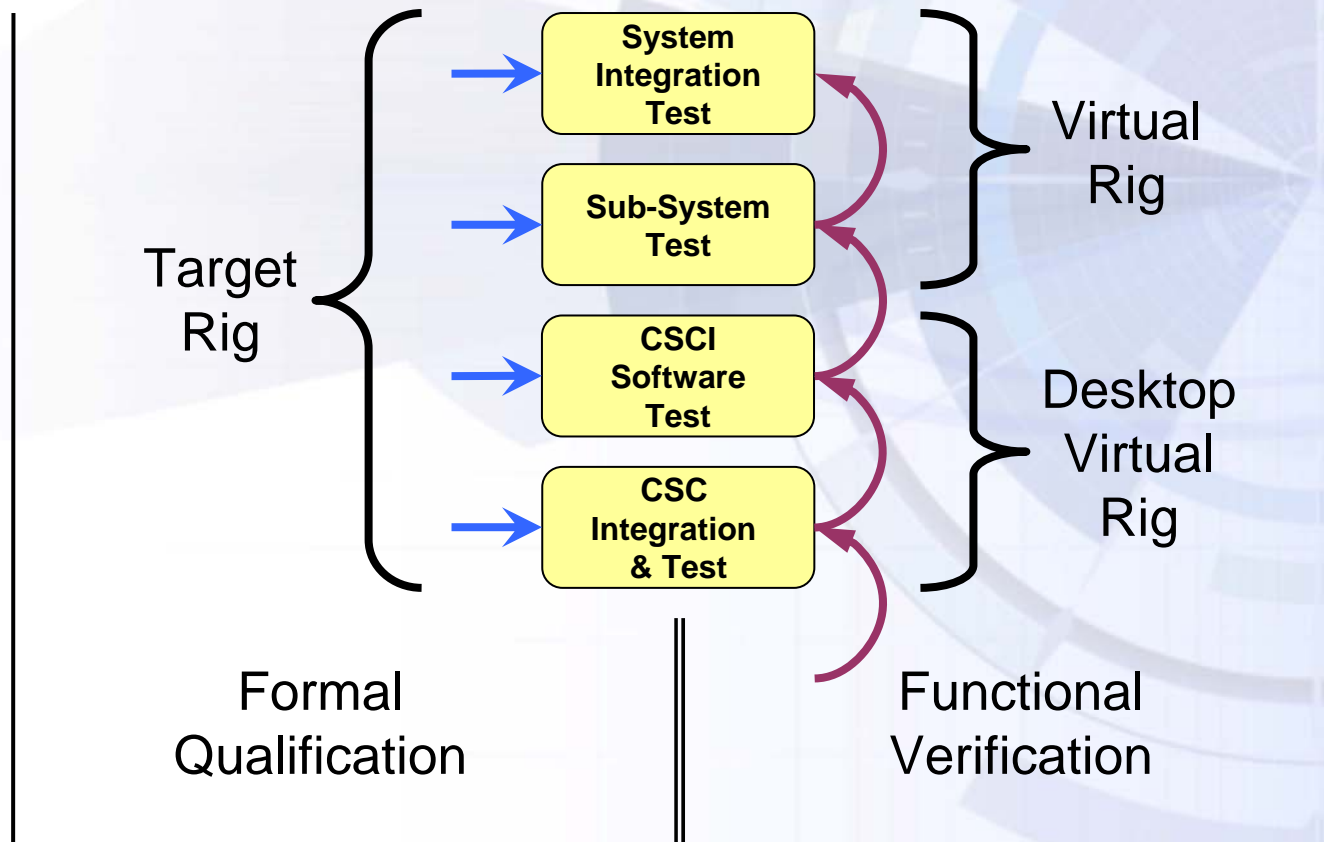 System
Integration
Test
Sub-System
Test
CSCI
Software
Test
CSC
Integration
& Test
Target
Rig
Virtual
Rig
Desktop
Virtual
Rig
Formal
Qualification
Functional
Verification